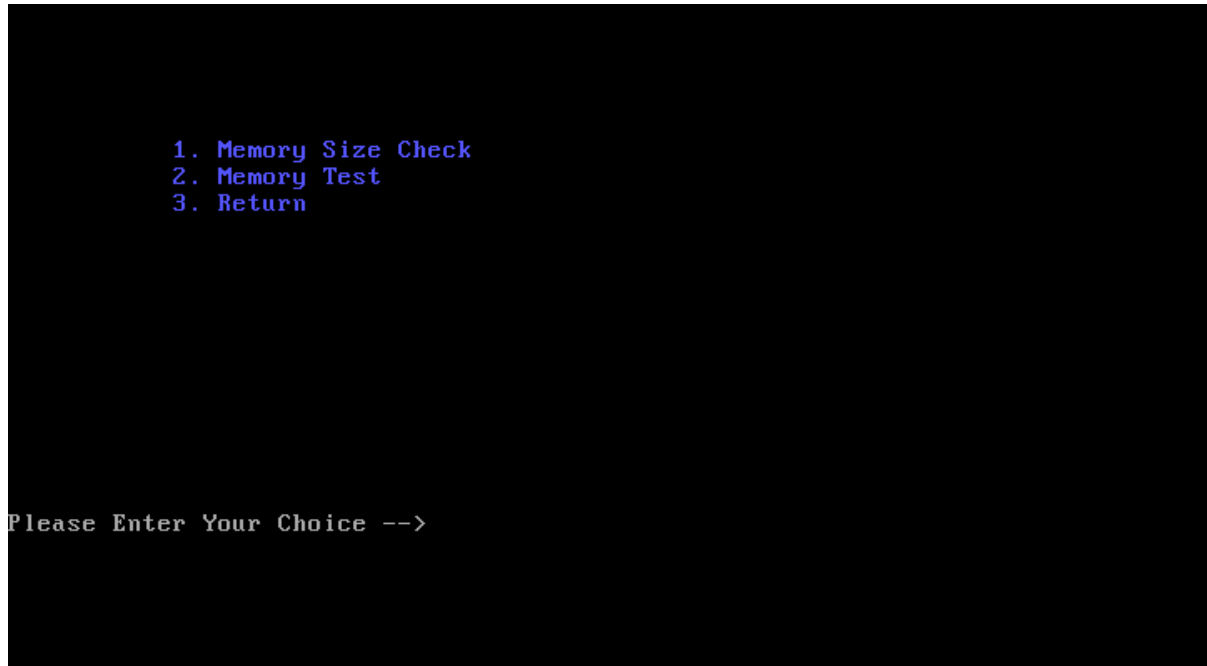 1. Memory Size Check
2. Memory Test
3. Return
Please Enter Your Choice -->